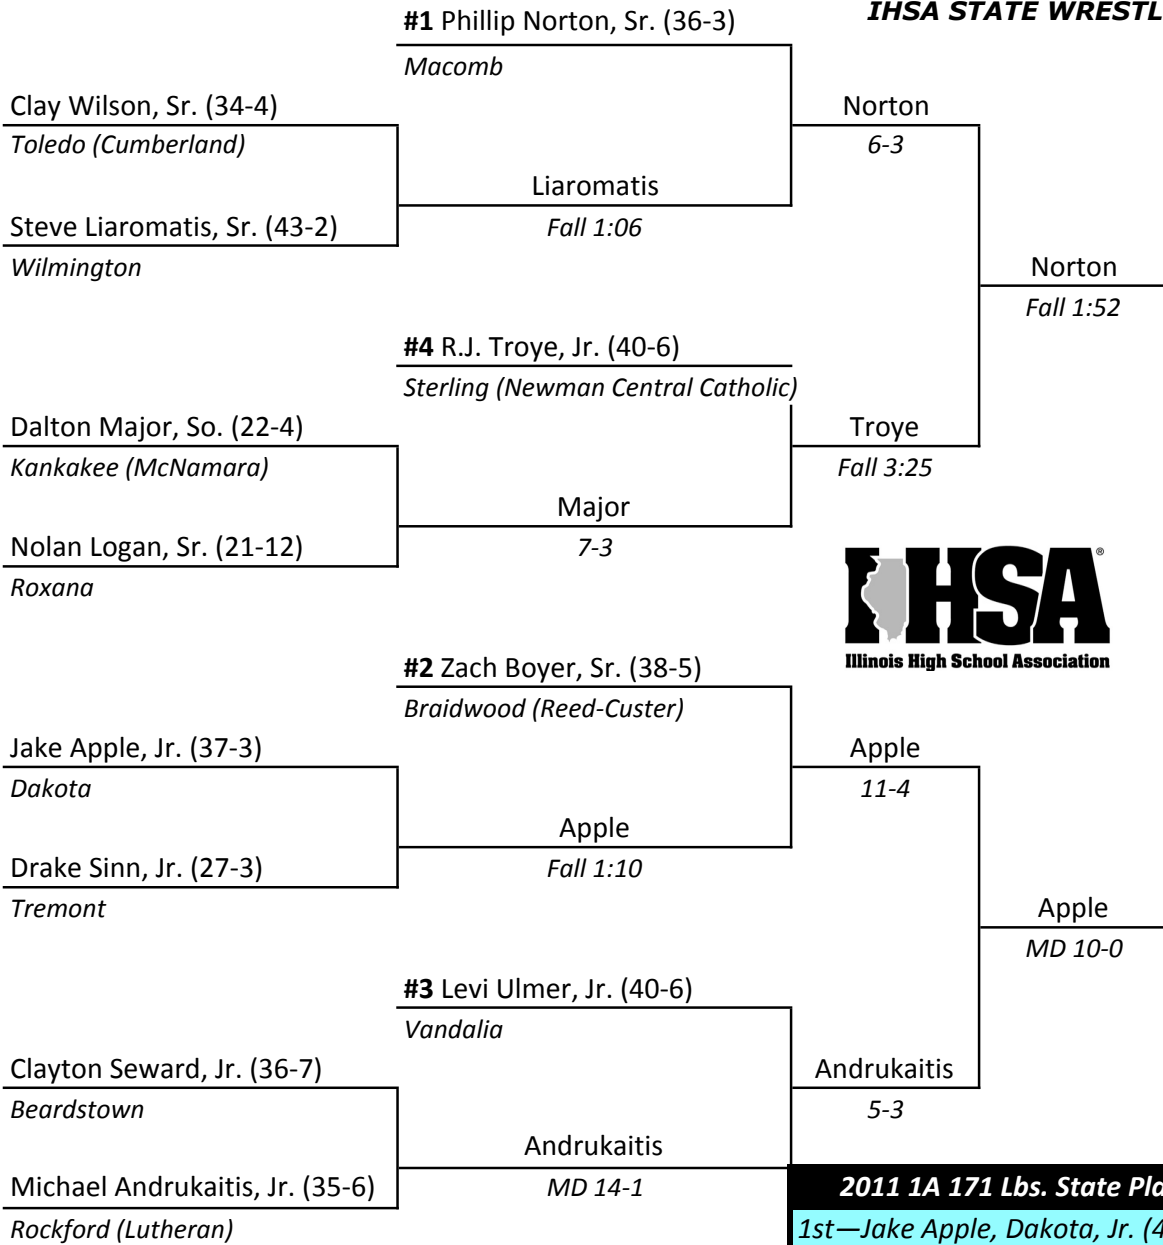 IHSA STATE WRESTL
#1 Phillip Norton, Sr. (36-3)
Macomb
Clay Wilson, Sr. (34-4)
Toledo (Cumberland)
Norton
6-3
Liaromatis
Fall 1:06
Steve Liaromatis, Sr. (43-2)
Wilmington
Norton
Fall 1:52
#4 R.J. Troye, Jr. (40-6)
Sterling (Newman Central Catholic)
Dalton Major, So. (22-4)
Kankakee (McNamara)
Troye
Fall 3:25
Major
7-3
Nolan Logan, Sr. (21-12)
Roxana
IHSA®
Illinois High School Association
#2 Zach Boyer, Sr. (38-5)
Braidwood (Reed-Custer)
Jake Apple, Jr. (37-3)
Dakota
Apple
11-4
Apple
Fall 1:10
Drake Sinn, Jr. (27-3)
Tremont
Apple
MD 10-0
#3 Levi Ulmer, Jr. (40-6)
Vandalia
Clayton Seward, Jr. (36-7)
Beardstown
Andrukaitis
5-3
Andrukaitis
MD 14-1
Michael Andrukaitis, Jr. (35-6)
Rockford (Lutheran)
2011 1A 171 Lbs. State Pla
1st—Jake Apple, Dakota, Jr. (4